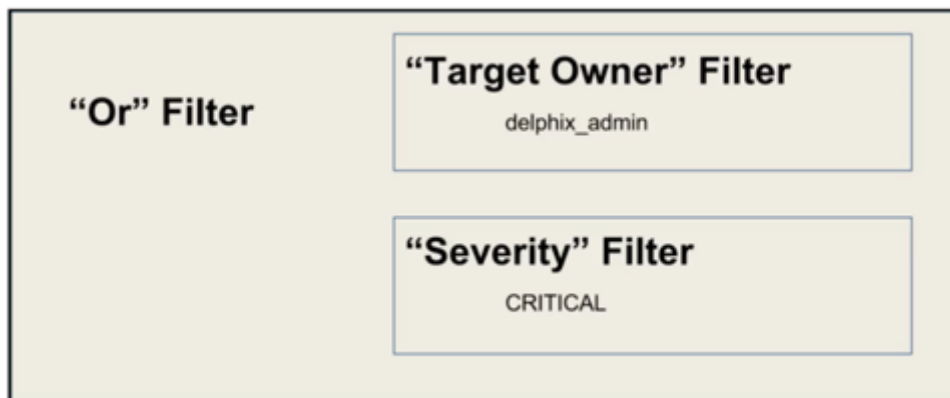 “Or” Filter
“Target Owner” Filter
delphix_admin
“Severity” Filter
CRITICAL